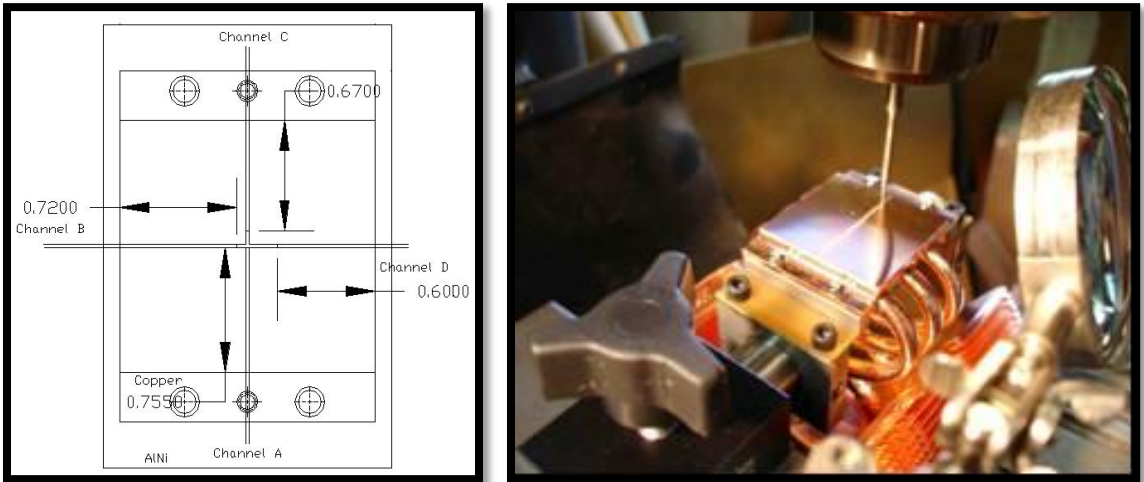 Channel C
0.6700
0.7200
Channel B
Channel D
0.6000
Copper
0.7550
AlNi
Channel A